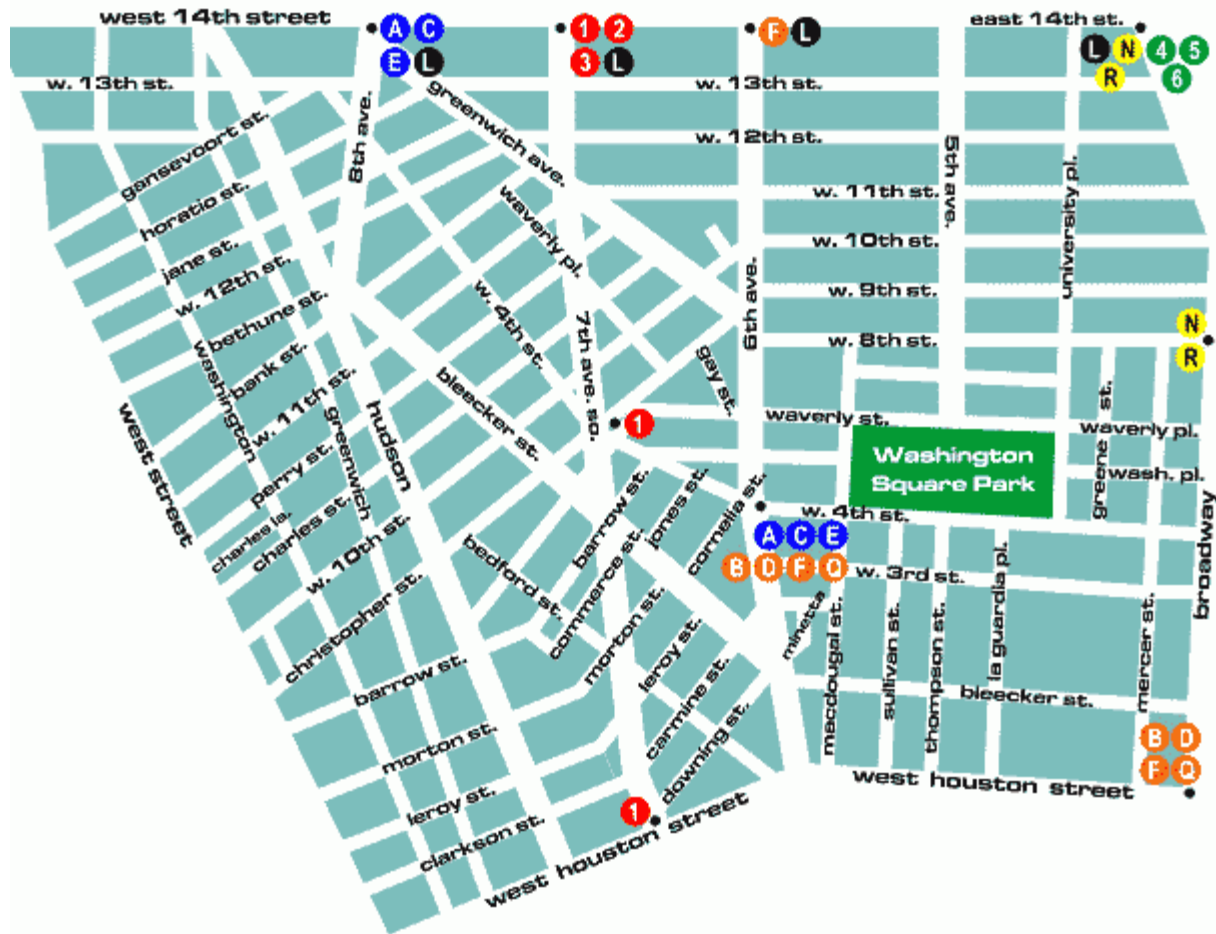 west 14th street
A C
E L
1 2
3 L
F L
east 14th st.
L N 4 5
R 6
w. 13th st.
w. 13th st.
greenwich ave.
gansevoort st.
8th ave.
w. 12th st.
5th ave.
university pl.
horatio st.
waverly pl.
w. 11th st.
jane st.
w. 10th st.
w. 12th st.
w. 4th st.
6th ave.
w. 9th st.
bethune st.
7th ave. so.
w. 8th st.
N
R
bank st.
washington
gay st.
bleecker st.
w. 11th st.
hudson
greenwich
west street
1
waverly st.
waverly pl.
greene st.
Washington
Square Park
wash. pl.
perry st.
charles la.
charles st.
barrow st.
jones st.
cornelia st.
w. 4th st.
broadway
w. 10th st.
bedford st.
commerce st.
A C E
B D F Q
w. 3rd st.
la guardia pl.
christopher st.
morton st.
minetta
macdougal st.
sullivan st.
thompson st.
mercer st.
barrow st.
leroy st.
carmine st.
bleecker st.
morton st.
downing st.
B D
F Q
west houston street
leroy st.
1
clarkson st.
west houston street